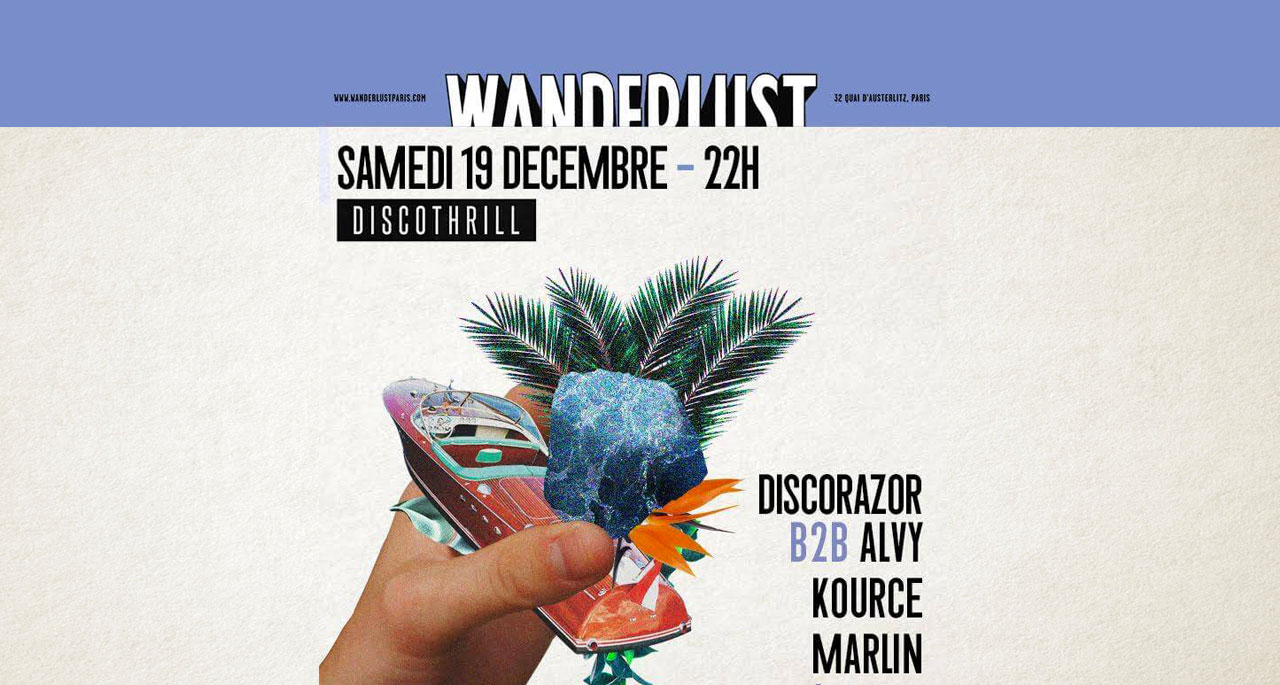 WWW.WANDERLUSTPARIS.COM
WANDERLUST
32 QUAI D'AUSTERLITZ, PARIS
SAMEDI 19 DECEMBRE – 22H
DISCOTHRILL
DISCORAZOR
B2B ALVY
KOURCE
MARLIN